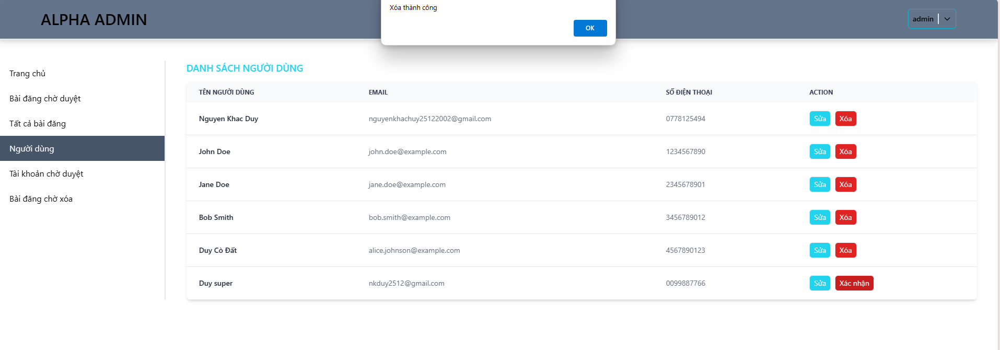 Xóa thành công
OK
ALPHA ADMIN
admin
Trang chủ
Bài đăng chờ duyệt
Tất cả bài đăng
Người dùng
Tài khoản chờ duyệt
Bài đăng chờ xóa
DANH SÁCH NGƯỜI DÙNG
TÊN NGƯỜI DÙNG EMAIL SỐ ĐIỆN THOẠI ACTION
Nguyen Khac Duy nguyenkhachuy25122002@gmail.com 0778125494 Sửa Xóa
John Doe john.doe@example.com 1234567890 Sửa Xóa
Jane Doe jane.doe@example.com 2345678901 Sửa Xóa
Bob Smith bob.smith@example.com 3456789012 Sửa Xóa
Duy Cò Đất alice.johnson@example.com 4567890123 Sửa Xóa
Duy super nkduy2512@gmail.com 0099887766 Sửa Xác nhận